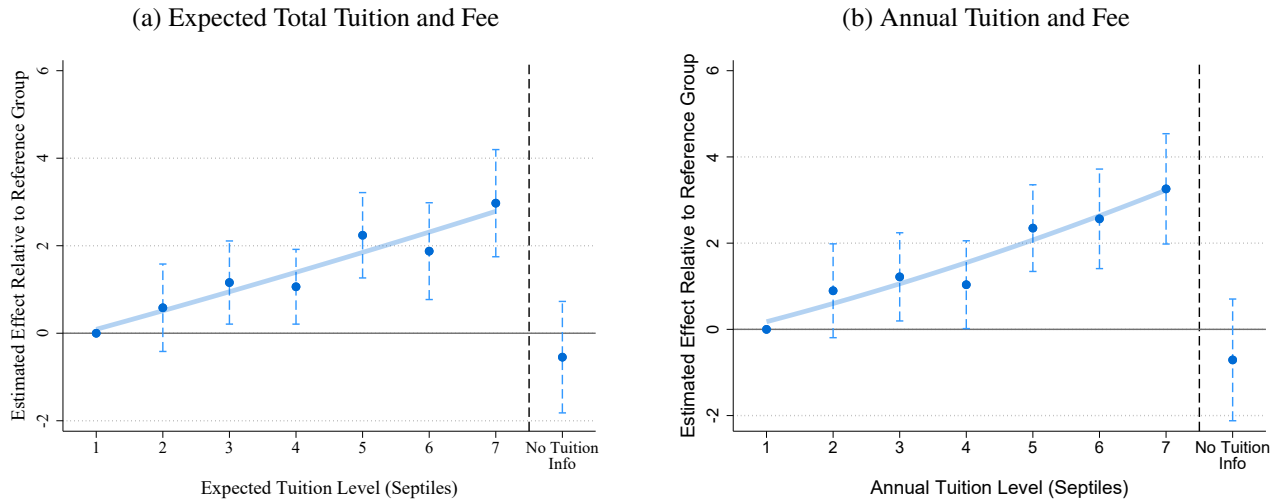 (a) Expected Total Tuition and Fee
Estimated Effect Relative to Reference Group
6
4
2
0
-2
1 2 3 4 5 6 7 No Tuition
Info
Expected Tuition Level (Septiles)
(b) Annual Tuition and Fee
Estimated Effect Relative to Reference Group
6
4
2
0
-2
1 2 3 4 5 6 7 No Tuition
Info
Annual Tuition Level (Septiles)